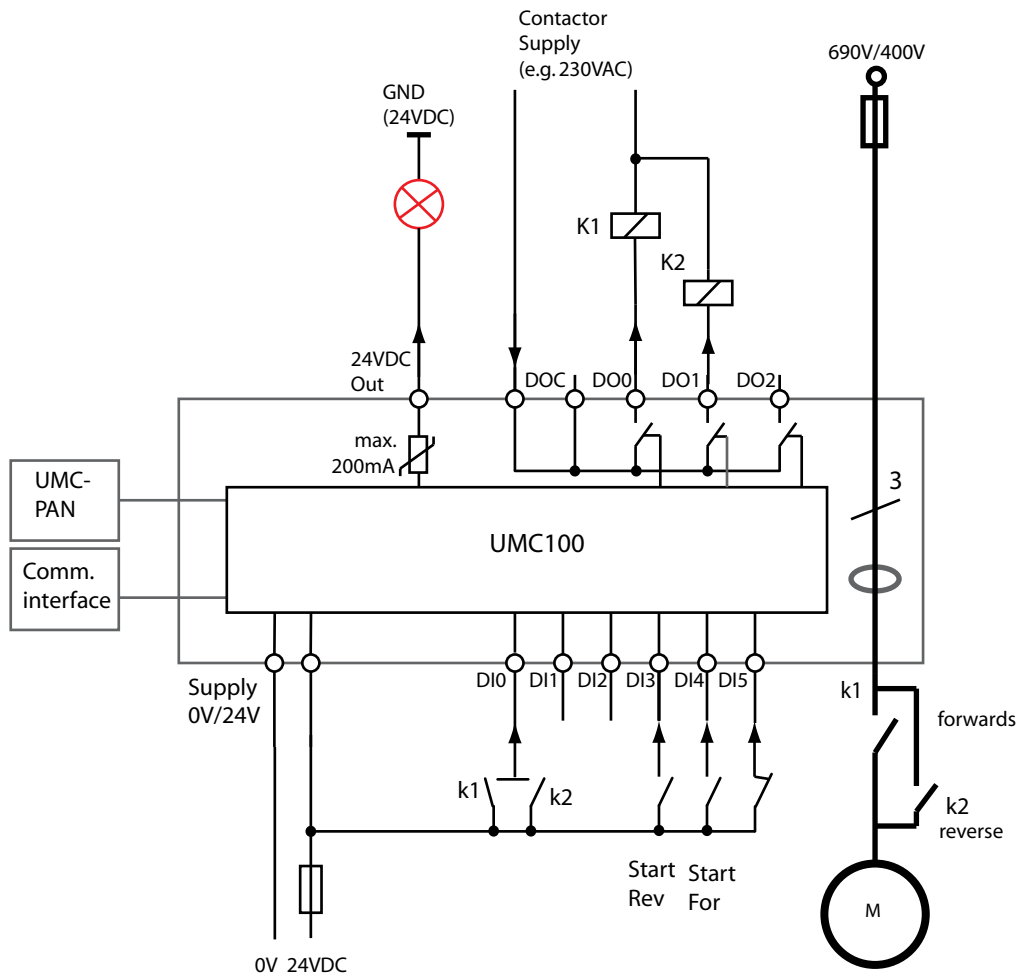 Contactor
Supply
(e.g. 230VAC)
690V/400V
GND
(24VDC)
K1
K2
24VDC
Out
DOC
DO0
DO1
DO2
max.
200mA
UMC-
PAN
3
UMC100
Comm.
interface
Supply
0V/24V
DI0
DI1
DI2
DI3
DI4
DI5
k1
forwards
k1
k2
k2
reverse
Start
Rev
Start
For
M
0V
24VDC